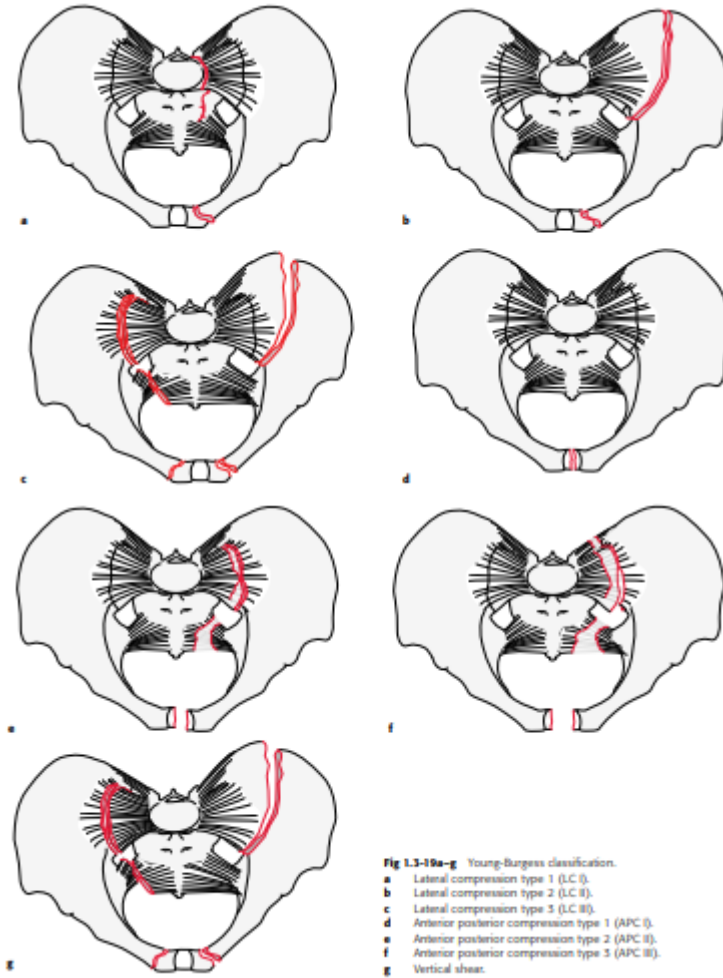 a
b
c
d
e
f
g
Fig 1.3-19a–g Young-Burgess classification.
a Lateral compression type 1 (LC I).
b Lateral compression type 2 (LC II).
c Lateral compression type 3 (LC III).
d Anterior posterior compression type 1 (APC I).
e Anterior posterior compression type 2 (APC II).
f Anterior posterior compression type 3 (APC III).
g Vertical shear.